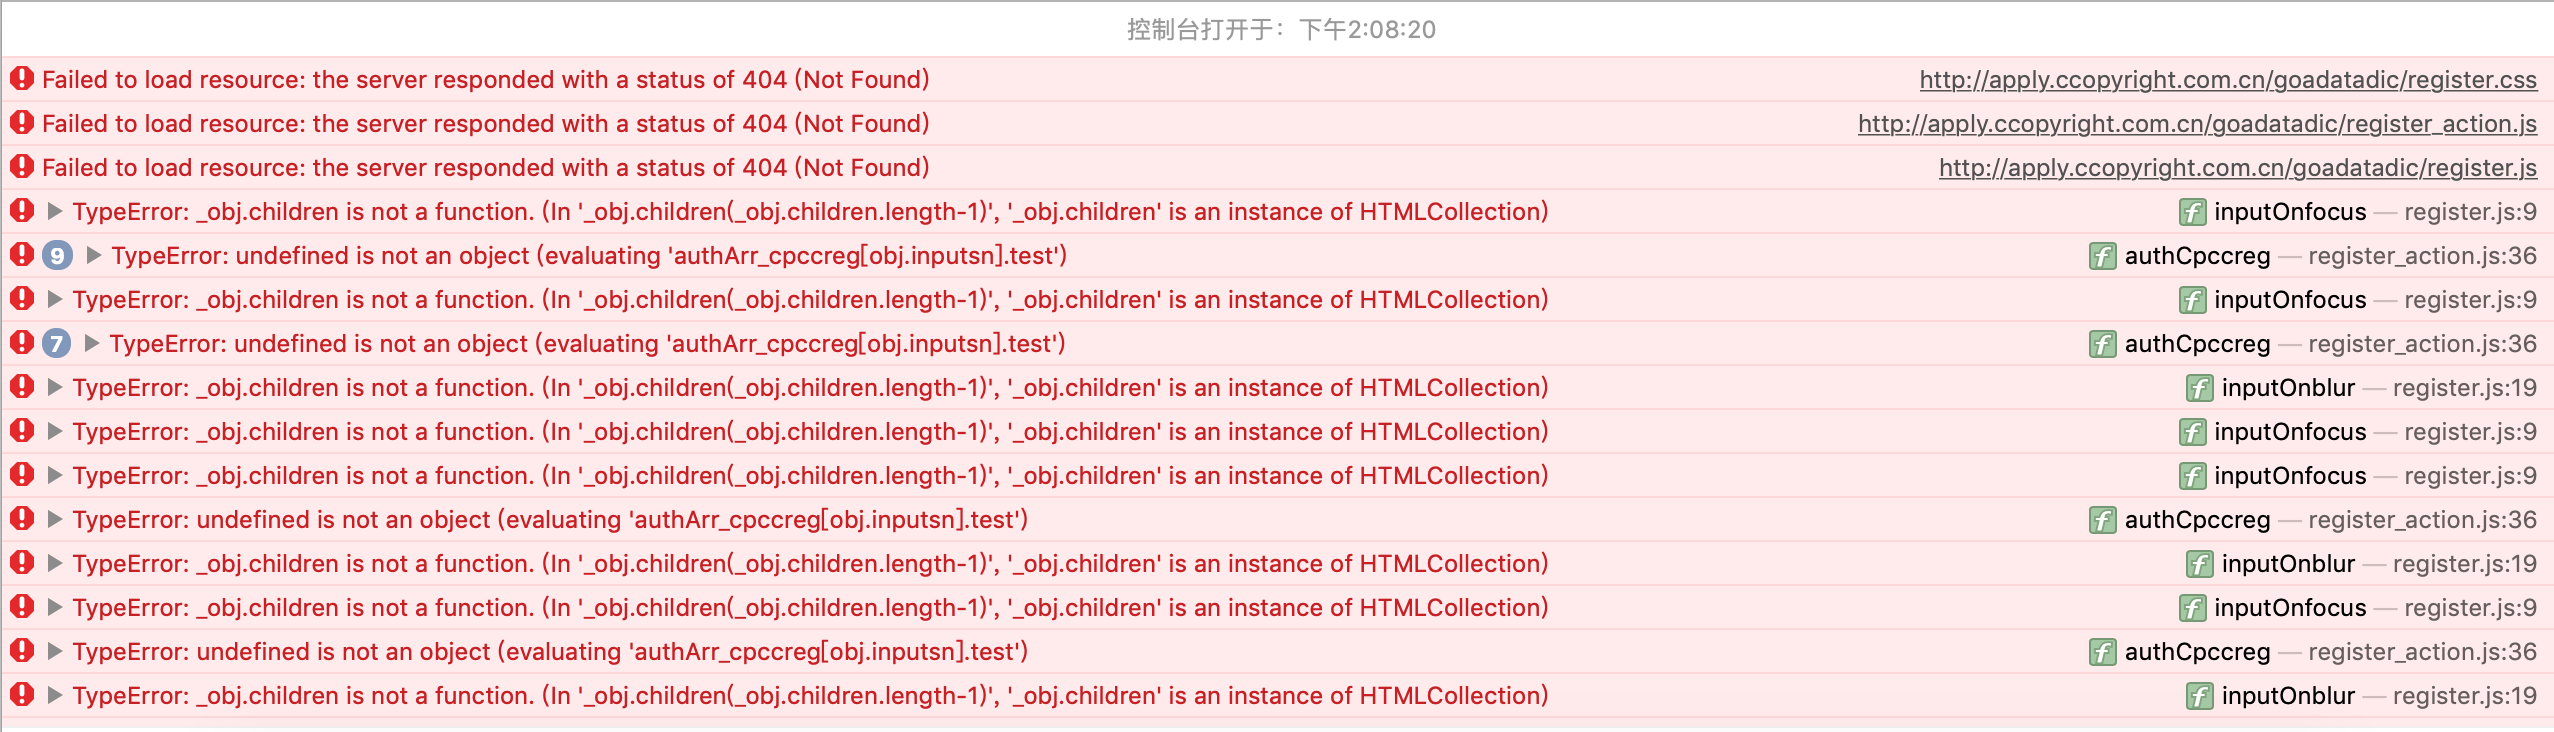 控制台打开于：下午2:08:20
Failed to load resource: the server responded with a status of 404 (Not Found) http://apply.ccopyright.com.cn/goadatadic/register.css
Failed to load resource: the server responded with a status of 404 (Not Found) http://apply.ccopyright.com.cn/goadatadic/register_action.js
Failed to load resource: the server responded with a status of 404 (Not Found) http://apply.ccopyright.com.cn/goadatadic/register.js
TypeError: _obj.children is not a function. (In '_obj.children(_obj.children.length-1)', '_obj.children' is an instance of HTMLCollection) f inputOnfocus — register.js:9
9 TypeError: undefined is not an object (evaluating 'authArr_cpccreg[obj.inputsn].test') f authCpccreg — register_action.js:36
TypeError: _obj.children is not a function. (In '_obj.children(_obj.children.length-1)', '_obj.children' is an instance of HTMLCollection) f inputOnfocus — register.js:9
7 TypeError: undefined is not an object (evaluating 'authArr_cpccreg[obj.inputsn].test') f authCpccreg — register_action.js:36
TypeError: _obj.children is not a function. (In '_obj.children(_obj.children.length-1)', '_obj.children' is an instance of HTMLCollection) f inputOnblur — register.js:19
TypeError: _obj.children is not a function. (In '_obj.children(_obj.children.length-1)', '_obj.children' is an instance of HTMLCollection) f inputOnfocus — register.js:9
TypeError: _obj.children is not a function. (In '_obj.children(_obj.children.length-1)', '_obj.children' is an instance of HTMLCollection) f inputOnfocus — register.js:9
TypeError: undefined is not an object (evaluating 'authArr_cpccreg[obj.inputsn].test') f authCpccreg — register_action.js:36
TypeError: _obj.children is not a function. (In '_obj.children(_obj.children.length-1)', '_obj.children' is an instance of HTMLCollection) f inputOnblur — register.js:19
TypeError: _obj.children is not a function. (In '_obj.children(_obj.children.length-1)', '_obj.children' is an instance of HTMLCollection) f inputOnfocus — register.js:9
TypeError: undefined is not an object (evaluating 'authArr_cpccreg[obj.inputsn].test') f authCpccreg — register_action.js:36
TypeError: _obj.children is not a function. (In '_obj.children(_obj.children.length-1)', '_obj.children' is an instance of HTMLCollection) f inputOnblur — register.js:19